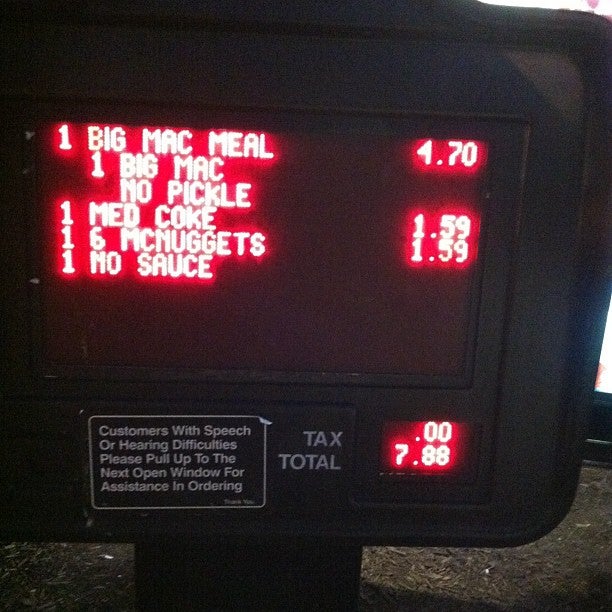 1 BIG MAC MEAL 4.70
1 BIG MAC
NO PICKLE
1 MED COKE 1.59
1 6 MCNUGGETS 1.59
1 NO SAUCE
TAX .00
TOTAL 7.88
Customers With Speech
Or Hearing Difficulties
Please Pull Up To The
Next Open Window For
Assistance In Ordering
Thank You